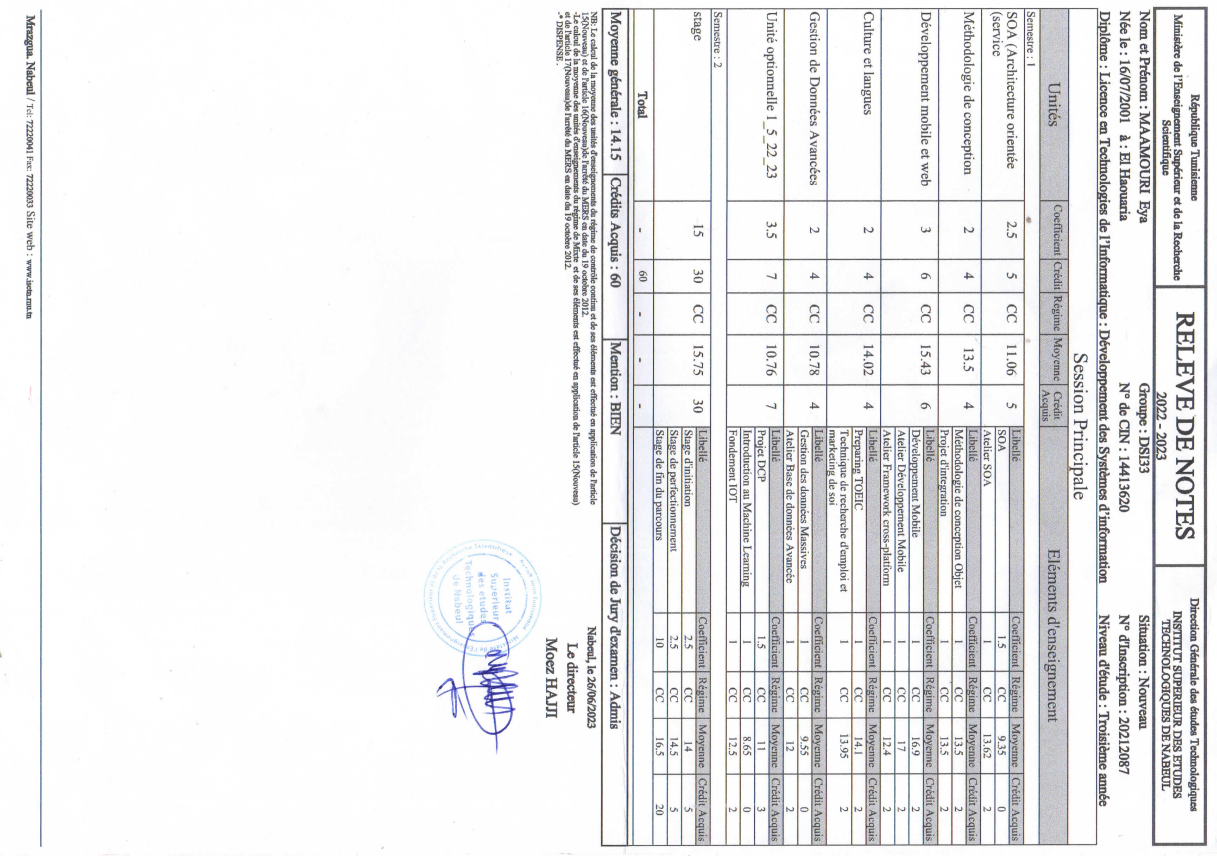 République Tunisienne
Ministère de l'Enseignement Supérieur et de la Recherche
Scientifique
RELEVE DE NOTES
2022 - 2023
Direction Générale des études Technologiques
INSTITUT SUPERIEUR DES ETUDES
TECHNOLOGIQUES DE NABEUL
Nom et Prénom : MAAMOURI Eya Groupe : DSI33 Situation : Nouveau
Née le : 16/07/2001 à : El Haouaria N° de CIN : 14413620 N° d'Inscription : 20212087
Diplôme : Licence en Technologies de l'Informatique : Développement des Systèmes d'information Niveau d'étude : Troisième année
Session Principale
Unités Coefficient Crédit Régime Moyenne Crédit Acquis Eléments d'enseignement
Semestre : 1
SOA (Architecture orientées (service 2.5 5 CC 11.06 5
Libellé Coefficient Régime Moyenne Crédit Acquis
SOA 1.5 CC 9.35 0
Atelier SOA 1 CC 13.62 2
Méthodologie de conception 2 4 CC 13.5 4
Libellé Coefficient Régime Moyenne Crédit Acquis
Méthodologie de conception Objet 1 CC 13.5 2
Projet d'integration 1 CC 13.5 2
Développement mobile et web 3 6 CC 15.43 6
Libellé Coefficient Régime Moyenne Crédit Acquis
Développement Mobile 1 CC 16.9 2
Atelier Développement Mobile 1 CC 17 2
Atelier Framework cross-platform 1 CC 12.4 2
Culture et langues 2 4 CC 14.02 4
Libellé Coefficient Régime Moyenne Crédit Acquis
Preparing TOEIC 1 CC 14.1 2
Technique de recherche d'emploi et marketing de soi 1 CC 13.95 2
Gestion de Données Avancées 2 4 CC 10.78 4
Libellé Coefficient Régime Moyenne Crédit Acquis
Gestion des données Massives 1 CC 9.55 0
Atelier Base de données Avancée 1 CC 12 2
Unité optionnelle 1_5_22_23 3.5 7 CC 10.76 7
Libellé Coefficient Régime Moyenne Crédit Acquis
Projet DCP 1.5 CC 11 3
Introduction au Machine Learning 1 CC 8.65 0
Fondement IOT 1 CC 12.5 2
Semestre : 2
stage 15 30 CC 15.75 30
Libellé Coefficient Régime Moyenne Crédit Acquis
Stage d'initiation 2.5 CC 14 5
Stage de perfectionnement 2.5 CC 14.5 5
Stage de fin du parcours 10 CC 16.5 20
Total - 60 - - -
Moyenne générale : 14.15 Crédits Acquis : 60 Mention : BIEN Décision de Jury d'examen : Admis
NB: Le calcul de la moyenne des unités d'enseignements du régime de contrôle continu et de ses éléments est effectué en application de l'article
15(Nouveau) et de l'article 16(Nouveau)de l'arrêté du MERS en date du 19 octobre 2012.
-Le calcul de la moyenne des unités d'enseignements du régime de Mixte et de ses éléments est effectué en application de l'article 15(Nouveau)
et de l'article 17(Nouveau)de l'arrêté du MERS en date du 19 octobre 2012.
-* DISPENSE .
Nabeul, le 26/06/2023
Le directeur
Moez HAJJI
Institut
Superieur
des etudes
Technologiques
de Nabeul
Mrazgua. Nabeul / Tel: 72220041 Fax: 72220033 Site web : www.isetn.rnu.tn